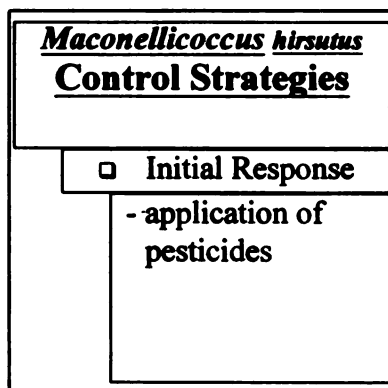 Maconellicoccus hirsutus
Control Strategies
❑ Initial Response
- application of
pesticides